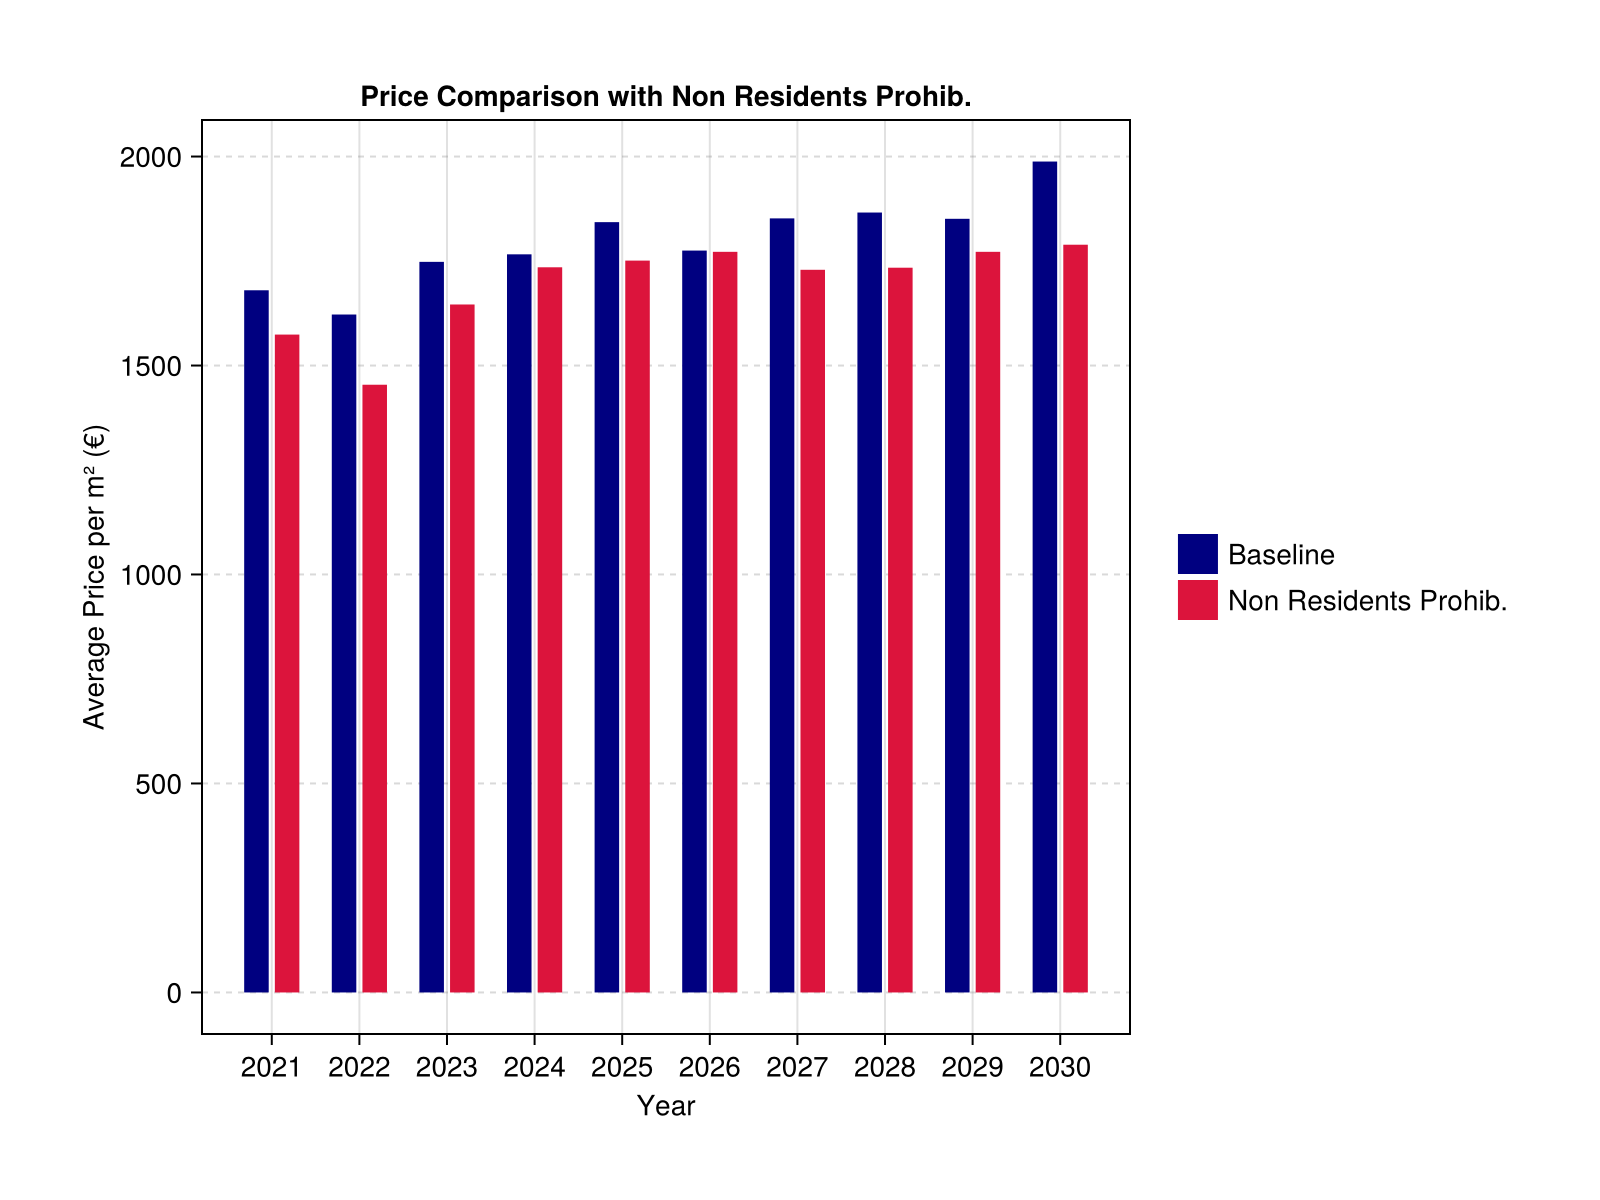 Price Comparison with Non Residents Prohib.
2000
1500
1000
500
0
Average Price per m² (€)
2021 2022 2023 2024 2025 2026 2027 2028 2029 2030
Year
Baseline
Non Residents Prohib.